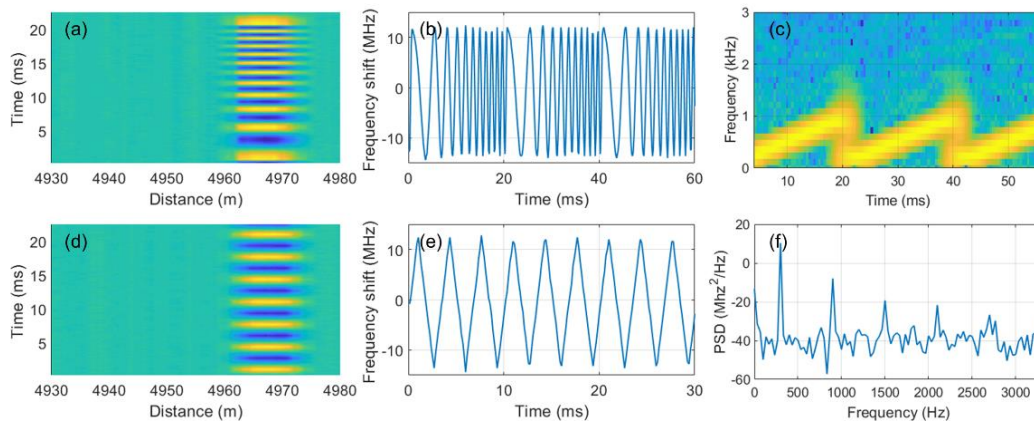 (a)
20
15
10
5
Time (ms)
4930 4940 4950 4960 4970 4980
Distance (m)
(b)
10
0
-10
Frequency shift (MHz)
0 10 20 30 40 50 60
Time (ms)
(c)
3
2
1
0
Frequency (kHz)
10 20 30 40 50
Time (ms)
(d)
20
15
10
5
Time (ms)
4930 4940 4950 4960 4970 4980
Distance (m)
(e)
10
0
-10
Frequency shift (MHz)
0 10 20 30
Time (ms)
(f)
20
0
-20
-40
-60
PSD (Mhz²/Hz)
0 500 1000 1500 2000 2500 3000
Frequency (Hz)